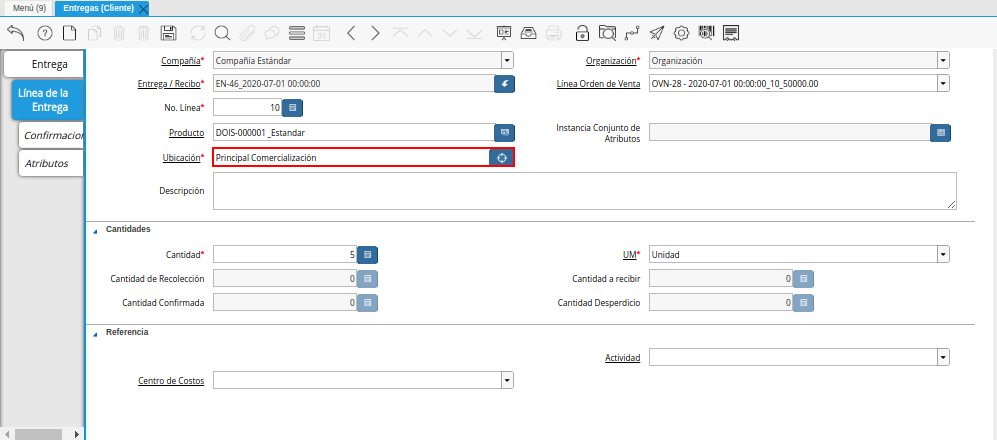 Menú (9)
Entregas (Cliente)
Entrega
Línea de la
Entrega
Confirmacion
Atributos
Compañía*
Compañía Estándar
Organización*
Organización
Entrega / Recibo*
EN-46_2020-07-01 00:00:00
Línea Orden de Venta
OVN-28 - 2020-07-01 00:00:00_10_50000.00
No. Línea*
10
Producto
DOIS-000001_Estandar
Instancia Conjunto de
Atributos
Ubicación*
Principal Comercialización
Descripción
Cantidades
Cantidad*
5
UM*
Unidad
Cantidad de Recolección
0
Cantidad a recibir
0
Cantidad Confirmada
0
Cantidad Desperdicio
0
Referencia
Actividad
Centro de Costos